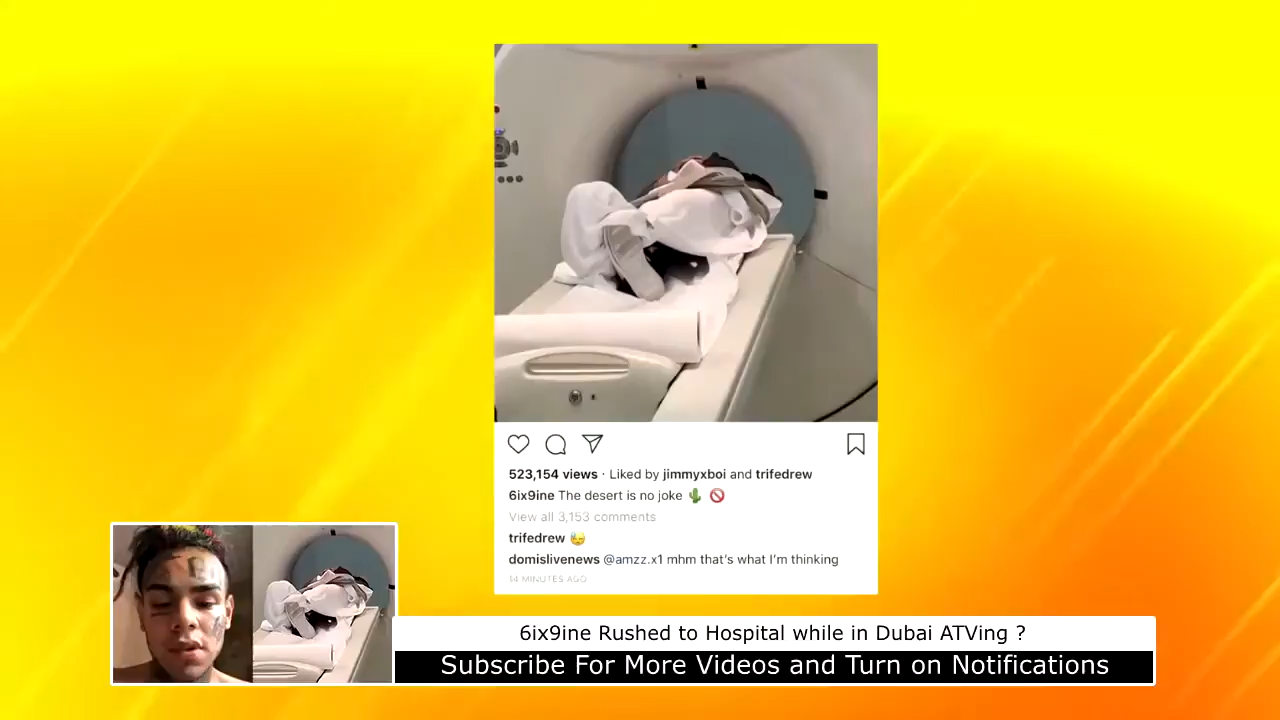 523,154 views · Liked by jimmyxboi and trifedrew
6ix9ine The desert is no joke 🌵 🚫
View all 3,153 comments
trifedrew 😓
domislivenews @amzz.x1 mhm that's what I'm thinking
14 MINUTES AGO
6ix9ine Rushed to Hospital while in Dubai ATVing ?
Subscribe For More Videos and Turn on Notifications